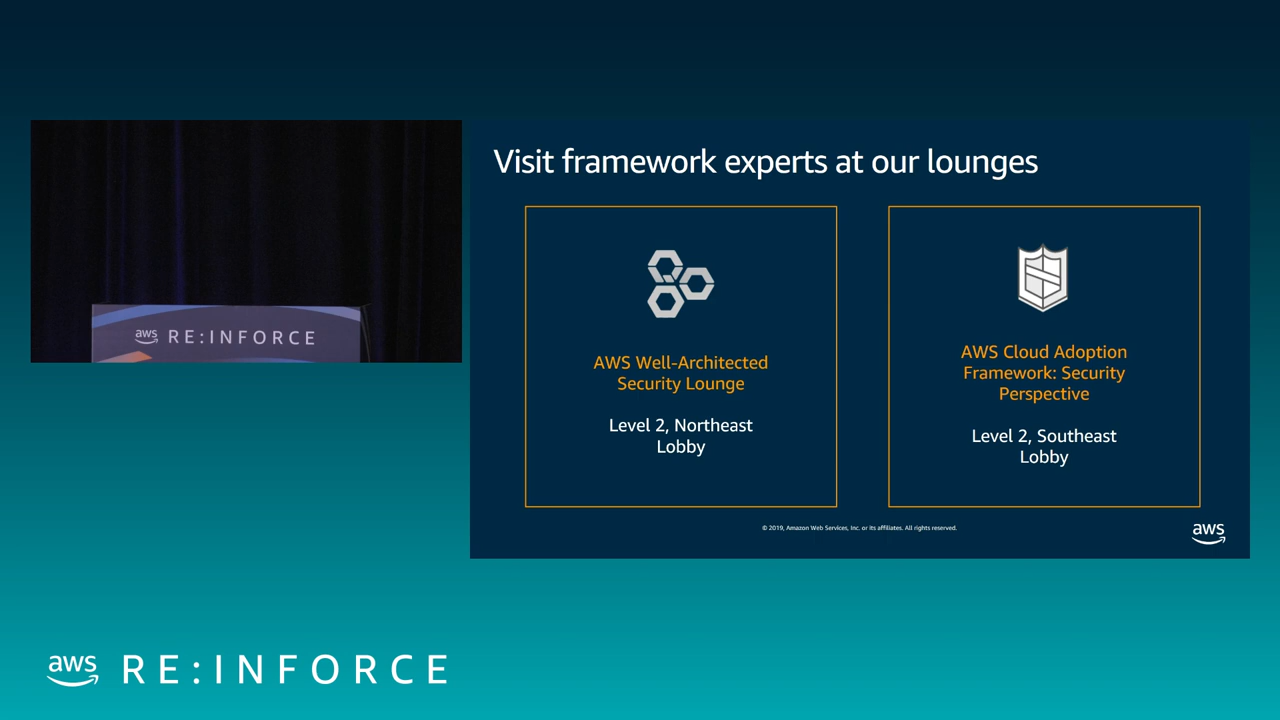 Visit framework experts at our lounges
AWS Well-Architected
Security Lounge
Level 2, Northeast
Lobby
AWS Cloud Adoption
Framework: Security
Perspective
Level 2, Southeast
Lobby
© 2019, Amazon Web Services, Inc. or its affiliates. All rights reserved.
aws
aws RE:INFORCE
aws RE:INFORCE